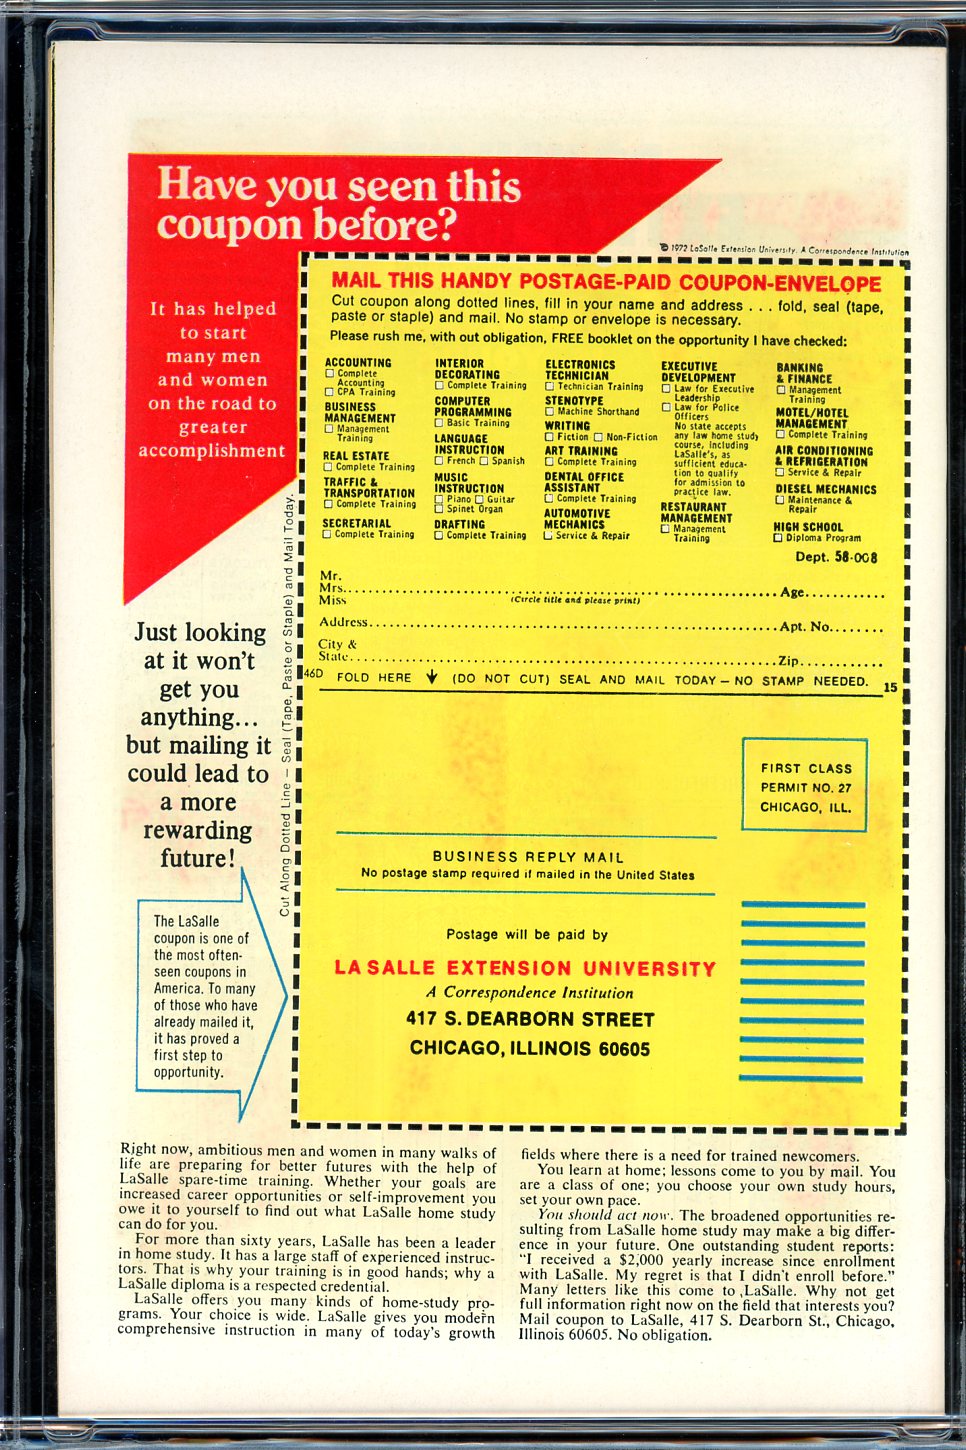 Have you seen this
coupon before?
© 1972 LaSalle Extension University. A Correspondence Institution
It has helped
to start
many men
and women
on the road to
greater
accomplishment
MAIL THIS HANDY POSTAGE-PAID COUPON-ENVELOPE
Cut coupon along dotted lines, fill in your name and address . . . fold, seal (tape,
paste or staple) and mail. No stamp or envelope is necessary.
Please rush me, with out obligation, FREE booklet on the opportunity I have checked:
ACCOUNTING
☐ Complete
Accounting
☐ CPA Training
BUSINESS
MANAGEMENT
☐ Management
Training
REAL ESTATE
☐ Complete Training
TRAFFIC &
TRANSPORTATION
☐ Complete Training
SECRETARIAL
☐ Complete Training
INTERIOR
DECORATING
☐ Complete Training
COMPUTER
PROGRAMMING
☐ Basic Training
LANGUAGE
INSTRUCTION
☐ French ☐ Spanish
MUSIC
INSTRUCTION
☐ Piano ☐ Guitar
☐ Spinet Organ
DRAFTING
☐ Complete Training
ELECTRONICS
TECHNICIAN
☐ Technician Training
STENOTYPE
☐ Machine Shorthand
WRITING
☐ Fiction ☐ Non-Fiction
ART TRAINING
☐ Complete Training
DENTAL OFFICE
ASSISTANT
☐ Complete Training
AUTOMOTIVE
MECHANICS
☐ Service & Repair
EXECUTIVE
DEVELOPMENT
☐ Law for Executive
Leadership
☐ Law for Police
Officers
No state accepts
any law home study
course, including
LaSalle's, as
sufficient educa-
tion to qualify
for admission to
practice law.
RESTAURANT
MANAGEMENT
☐ Management
Training
BANKING
& FINANCE
☐ Management
Training
MOTEL/HOTEL
MANAGEMENT
☐ Complete Training
AIR CONDITIONING
& REFRIGERATION
☐ Service & Repair
DIESEL MECHANICS
☐ Maintenance &
Repair
HIGH SCHOOL
☐ Diploma Program
Dept. 58-008
Mr.
Mrs. Age
Miss (Circle title and please print)
Address Apt. No.
City &
State Zip
46D FOLD HERE ↓ (DO NOT CUT) SEAL AND MAIL TODAY – NO STAMP NEEDED. 15
Cut Along Dotted Line – Seal (Tape, Paste or Staple) and Mail Today.
Just looking
at it won't
get you
anything...
but mailing it
could lead to
a more
rewarding
future!
FIRST CLASS
PERMIT NO. 27
CHICAGO, ILL.
BUSINESS REPLY MAIL
No postage stamp required if mailed in the United States
Postage will be paid by
LA SALLE EXTENSION UNIVERSITY
A Correspondence Institution
417 S. DEARBORN STREET
CHICAGO, ILLINOIS 60605
The LaSalle
coupon is one of
the most often-
seen coupons in
America. To many
of those who have
already mailed it,
it has proved a
first step to
opportunity.
Right now, ambitious men and women in many walks of
life are preparing for better futures with the help of
LaSalle spare-time training. Whether your goals are
increased career opportunities or self-improvement you
owe it to yourself to find out what LaSalle home study
can do for you.
For more than sixty years, LaSalle has been a leader
in home study. It has a large staff of experienced instruc-
tors. That is why your training is in good hands; why a
LaSalle diploma is a respected credential.
LaSalle offers you many kinds of home-study pro-
grams. Your choice is wide. LaSalle gives you modern
comprehensive instruction in many of today's growth
fields where there is a need for trained newcomers.
You learn at home; lessons come to you by mail. You
are a class of one; you choose your own study hours,
set your own pace.
You should act now. The broadened opportunities re-
sulting from LaSalle home study may make a big differ-
ence in your future. One outstanding student reports:
"I received a $2,000 yearly increase since enrollment
with LaSalle. My regret is that I didn't enroll before."
Many letters like this come to LaSalle. Why not get
full information right now on the field that interests you?
Mail coupon to LaSalle, 417 S. Dearborn St., Chicago,
Illinois 60605. No obligation.